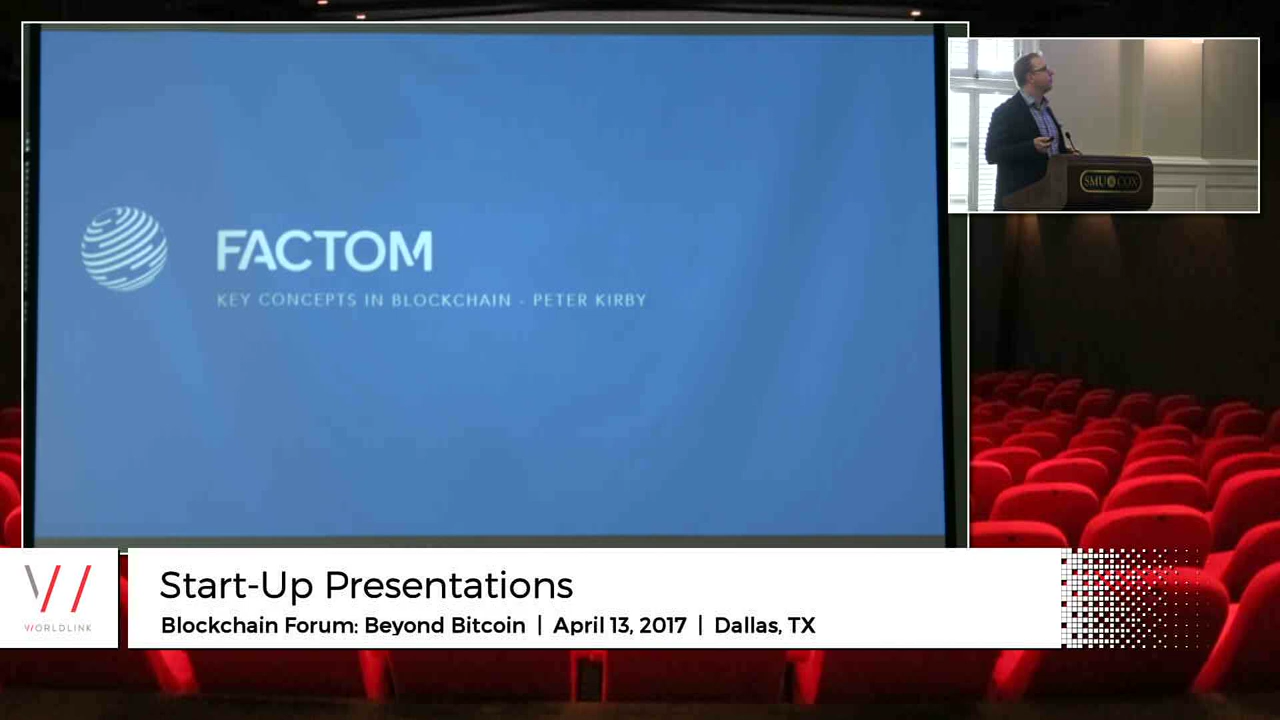 FACTOM
KEY CONCEPTS IN BLOCKCHAIN - PETER KIRBY
SMU COX
WORLDLINK
Start-Up Presentations
Blockchain Forum: Beyond Bitcoin | April 13, 2017 | Dallas, TX